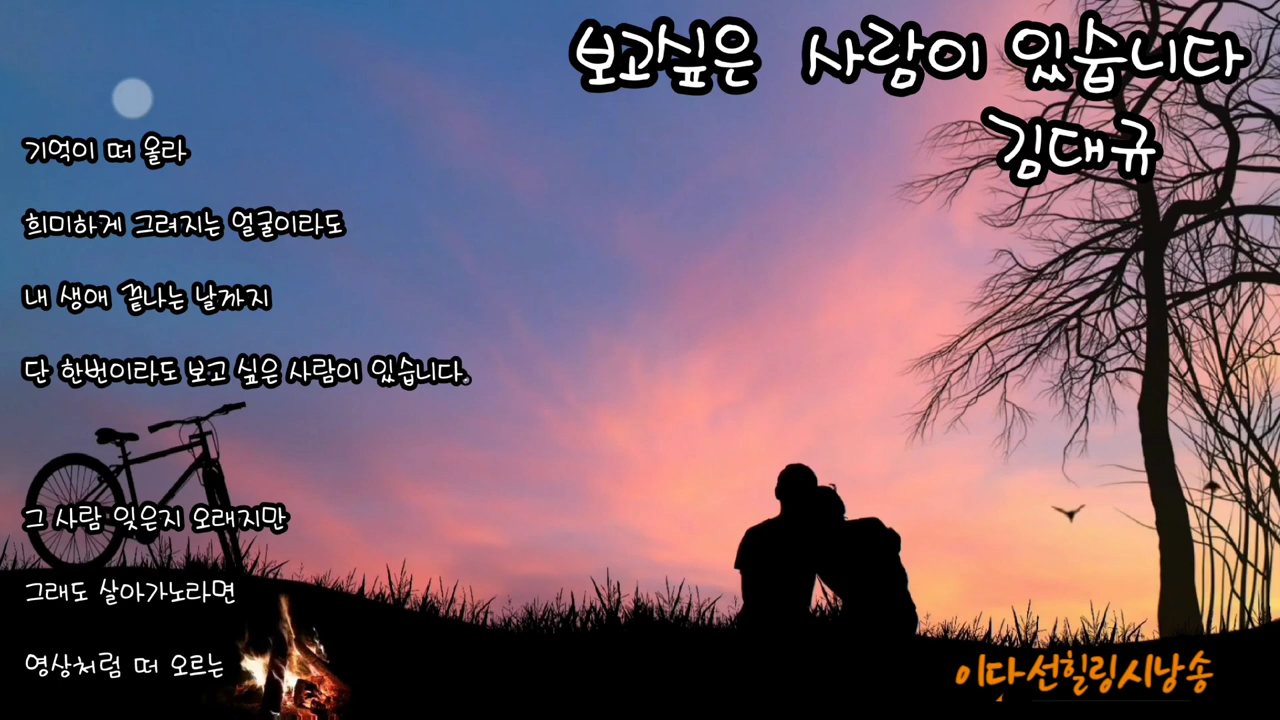 보고싶은 사람이 있습니다
김대규
기억이 떠 올라
희미하게 그려지는 얼굴이라도
내 생애 끝나는 날까지
단 한번이라도 보고 싶은 사람이 있습니다.
그 사람 잊은지 오래지만
그래도 살아가노라면
영상처럼 떠 오르는
이다선힐링시낭송